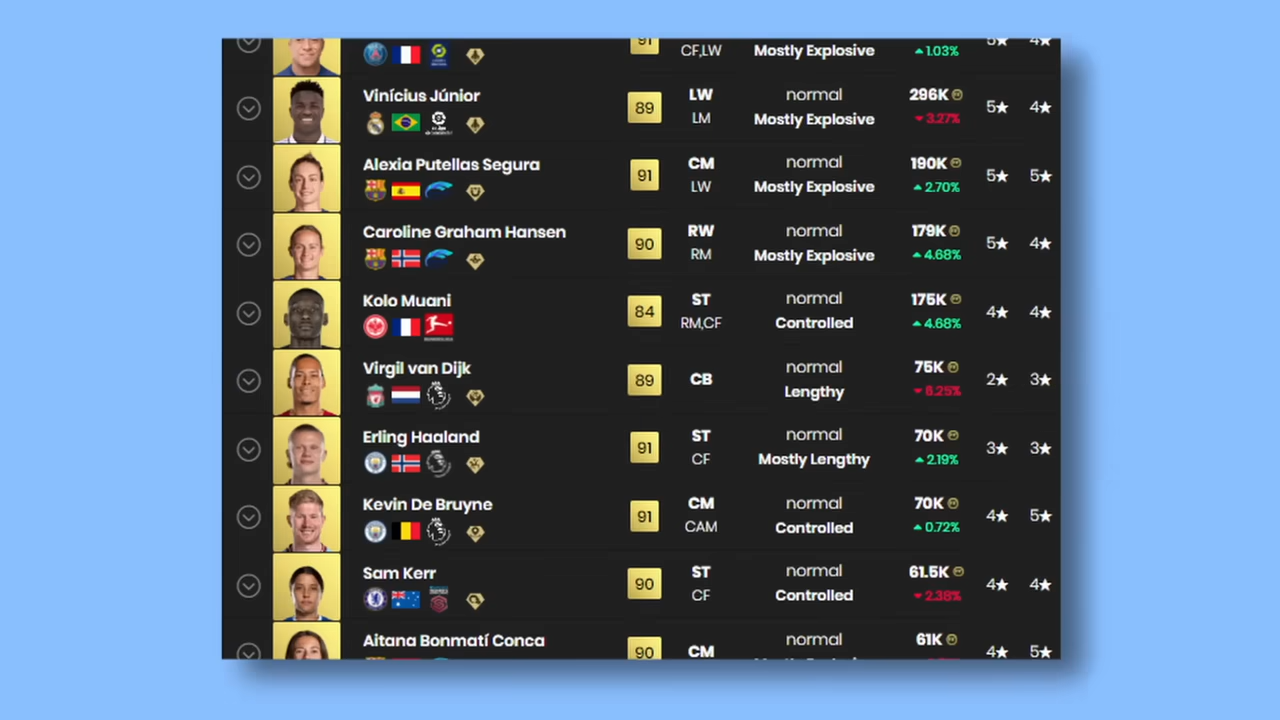 91 5★ 4★
CF,LW Mostly Explosive 1.03%
Vinícius Júnior 89 LW normal 296K 5★ 4★
LM Mostly Explosive 3.27%
Alexia Putellas Segura 91 CM normal 190K 5★ 5★
LW Mostly Explosive 2.70%
Caroline Graham Hansen 90 RW normal 179K 5★ 4★
RM Mostly Explosive 4.68%
Kolo Muani 84 ST normal 175K 4★ 4★
RM,CF Controlled 4.68%
Virgil van Dijk 89 CB normal 75K 2★ 3★
Lengthy 6.25%
Erling Haaland 91 ST normal 70K 3★ 3★
CF Mostly Lengthy 2.19%
Kevin De Bruyne 91 CM normal 70K 4★ 5★
CAM Controlled 0.72%
Sam Kerr 90 ST normal 61.5K 4★ 4★
CF Controlled 2.38%
Aitana Bonmatí Conca 90 CM normal 61K 4★ 5★